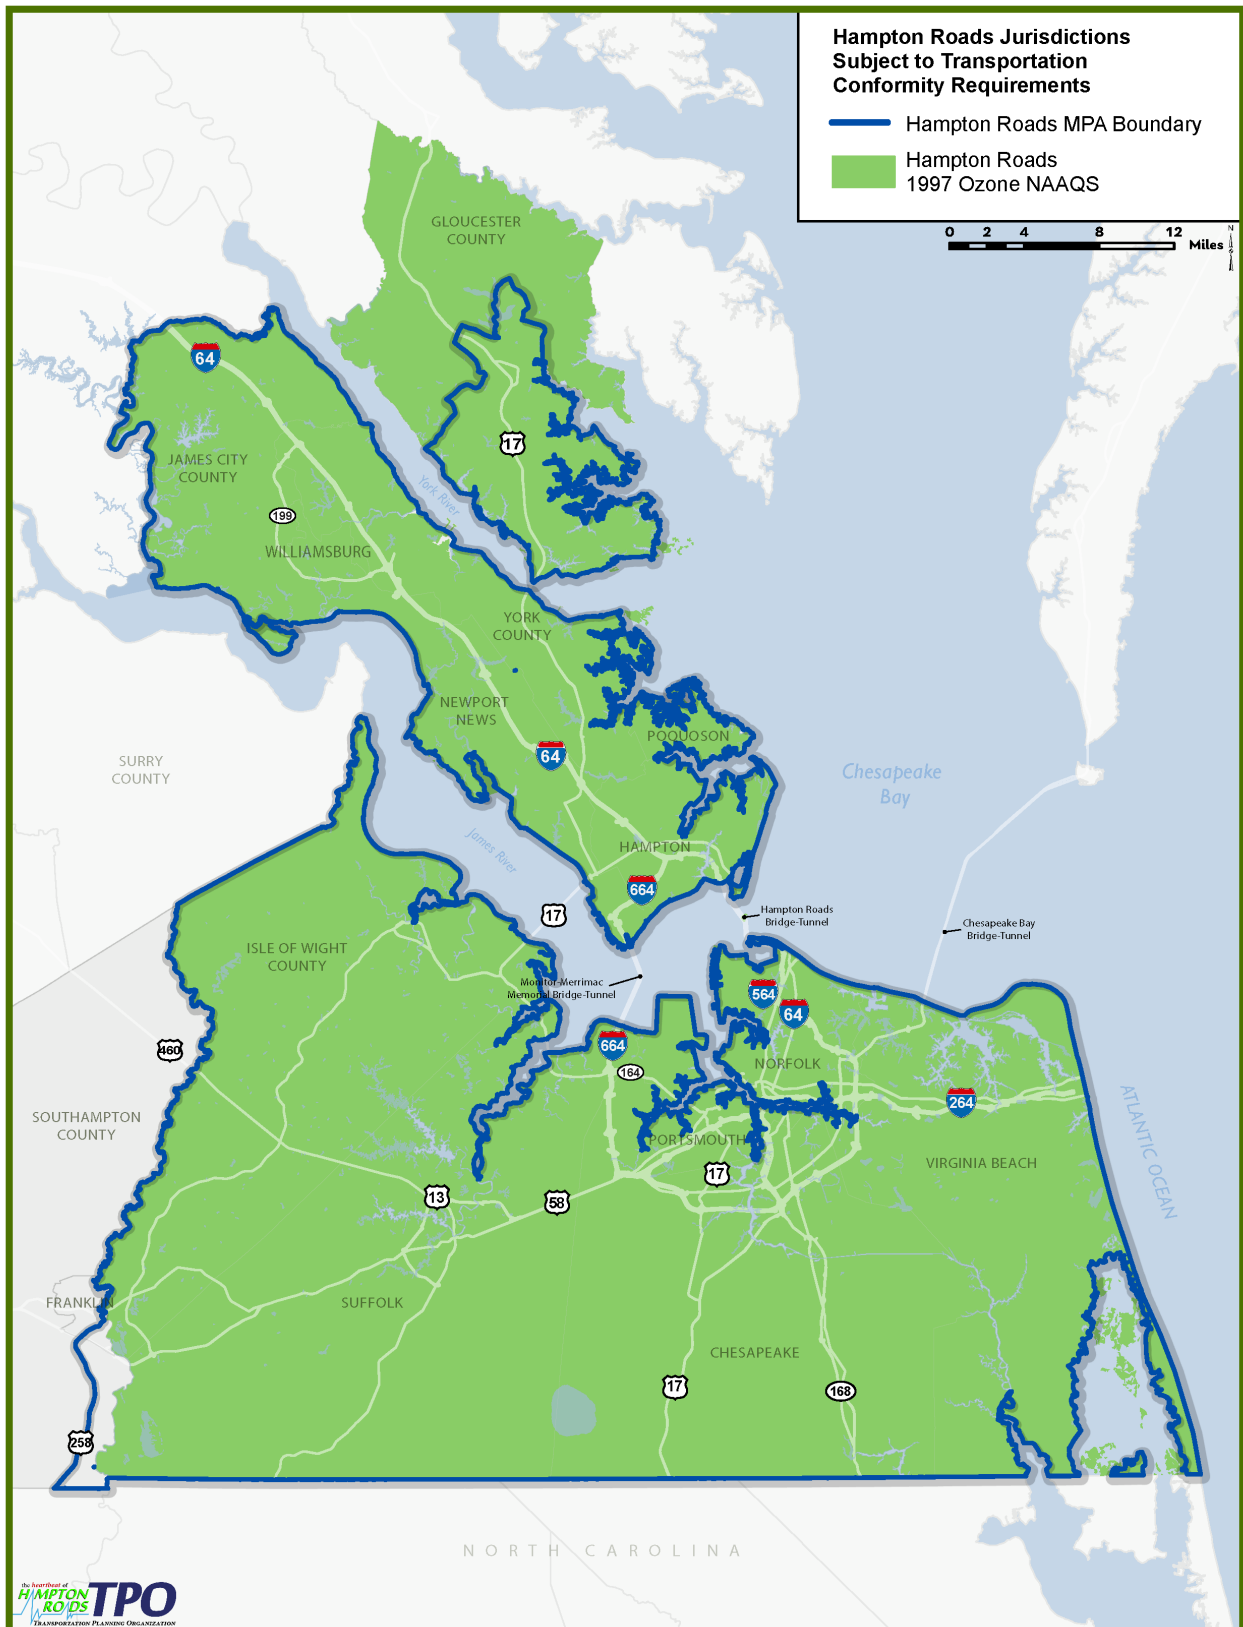 Hampton Roads Jurisdictions
Subject to Transportation
Conformity Requirements
Hampton Roads MPA Boundary
Hampton Roads
1997 Ozone NAAQS
0 2 4 8 12
Miles
N
GLOUCESTER
COUNTY
64
17
JAMES CITY
COUNTY
York River
199
WILLIAMSBURG
YORK
COUNTY
NEWPORT
NEWS
POQUOSON
64
SURRY
COUNTY
Chesapeake
Bay
James River
HAMPTON
664
17
Hampton Roads
Bridge-Tunnel
Chesapeake Bay
Bridge-Tunnel
ISLE OF WIGHT
COUNTY
Monitor-Merrimac
Memorial Bridge-Tunnel
564
64
664
460
164
NORFOLK
264
SOUTHAMPTON
COUNTY
ATLANTIC OCEAN
PORTSMOUTH
VIRGINIA BEACH
17
13
58
FRANKLIN
SUFFOLK
CHESAPEAKE
17
168
258
NORTH CAROLINA
the heartbeat of
HAMPTON
ROADS
TPO
TRANSPORTATION PLANNING ORGANIZATION